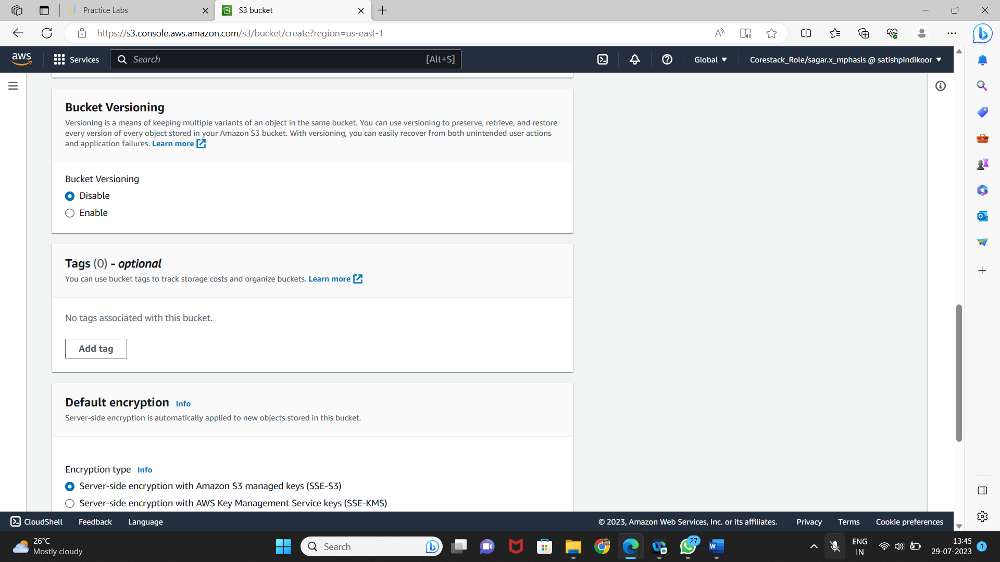 Practice Labs
S3 bucket
https://s3.console.aws.amazon.com/s3/bucket/create?region=us-east-1
aws
Services
Search
[Alt+S]
Global
Corestack_Role/sagar.x_mphasis @ satishpindikoor
Bucket Versioning
Versioning is a means of keeping multiple variants of an object in the same bucket. You can use versioning to preserve, retrieve, and restore
every version of every object stored in your Amazon S3 bucket. With versioning, you can easily recover from both unintended user actions
and application failures. Learn more
Bucket Versioning
Disable
Enable
Tags (0) - optional
You can use bucket tags to track storage costs and organize buckets. Learn more
No tags associated with this bucket.
Add tag
Default encryption Info
Server-side encryption is automatically applied to new objects stored in this bucket.
Encryption type Info
Server-side encryption with Amazon S3 managed keys (SSE-S3)
Server-side encryption with AWS Key Management Service keys (SSE-KMS)
CloudShell
Feedback
Language
© 2023, Amazon Web Services, Inc. or its affiliates.
Privacy
Terms
Cookie preferences
26°C
Mostly cloudy
Search
27
ENG
IN
13:45
29-07-2023
1